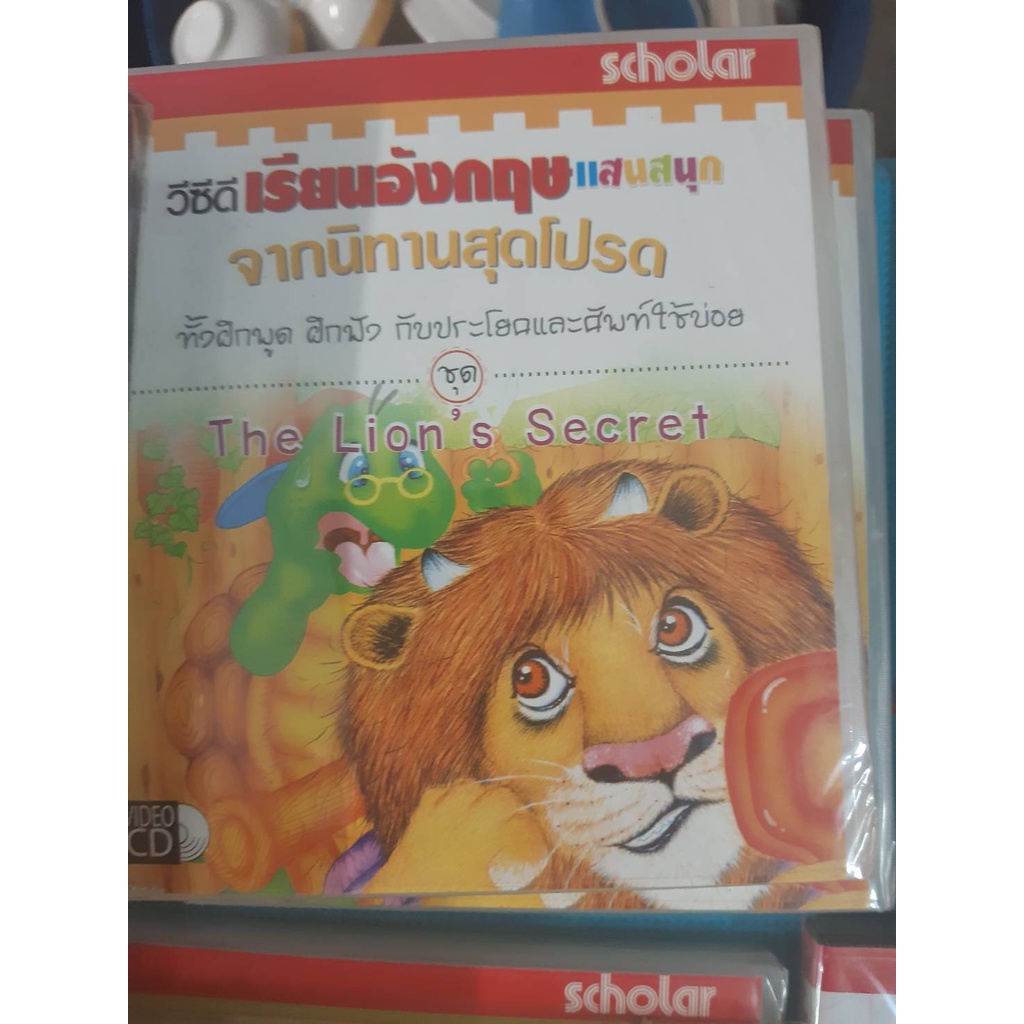 scholar
วีซีดี เรียนอังกฤษ แสนสนุก
จากนิทานสุดโปรด
ทั้งฝึกพูด ฝึกฟัง กับประโยคและศัพท์ใช้บ่อย
ชุด
The Lion's Secret
VIDEO
CD
scholar